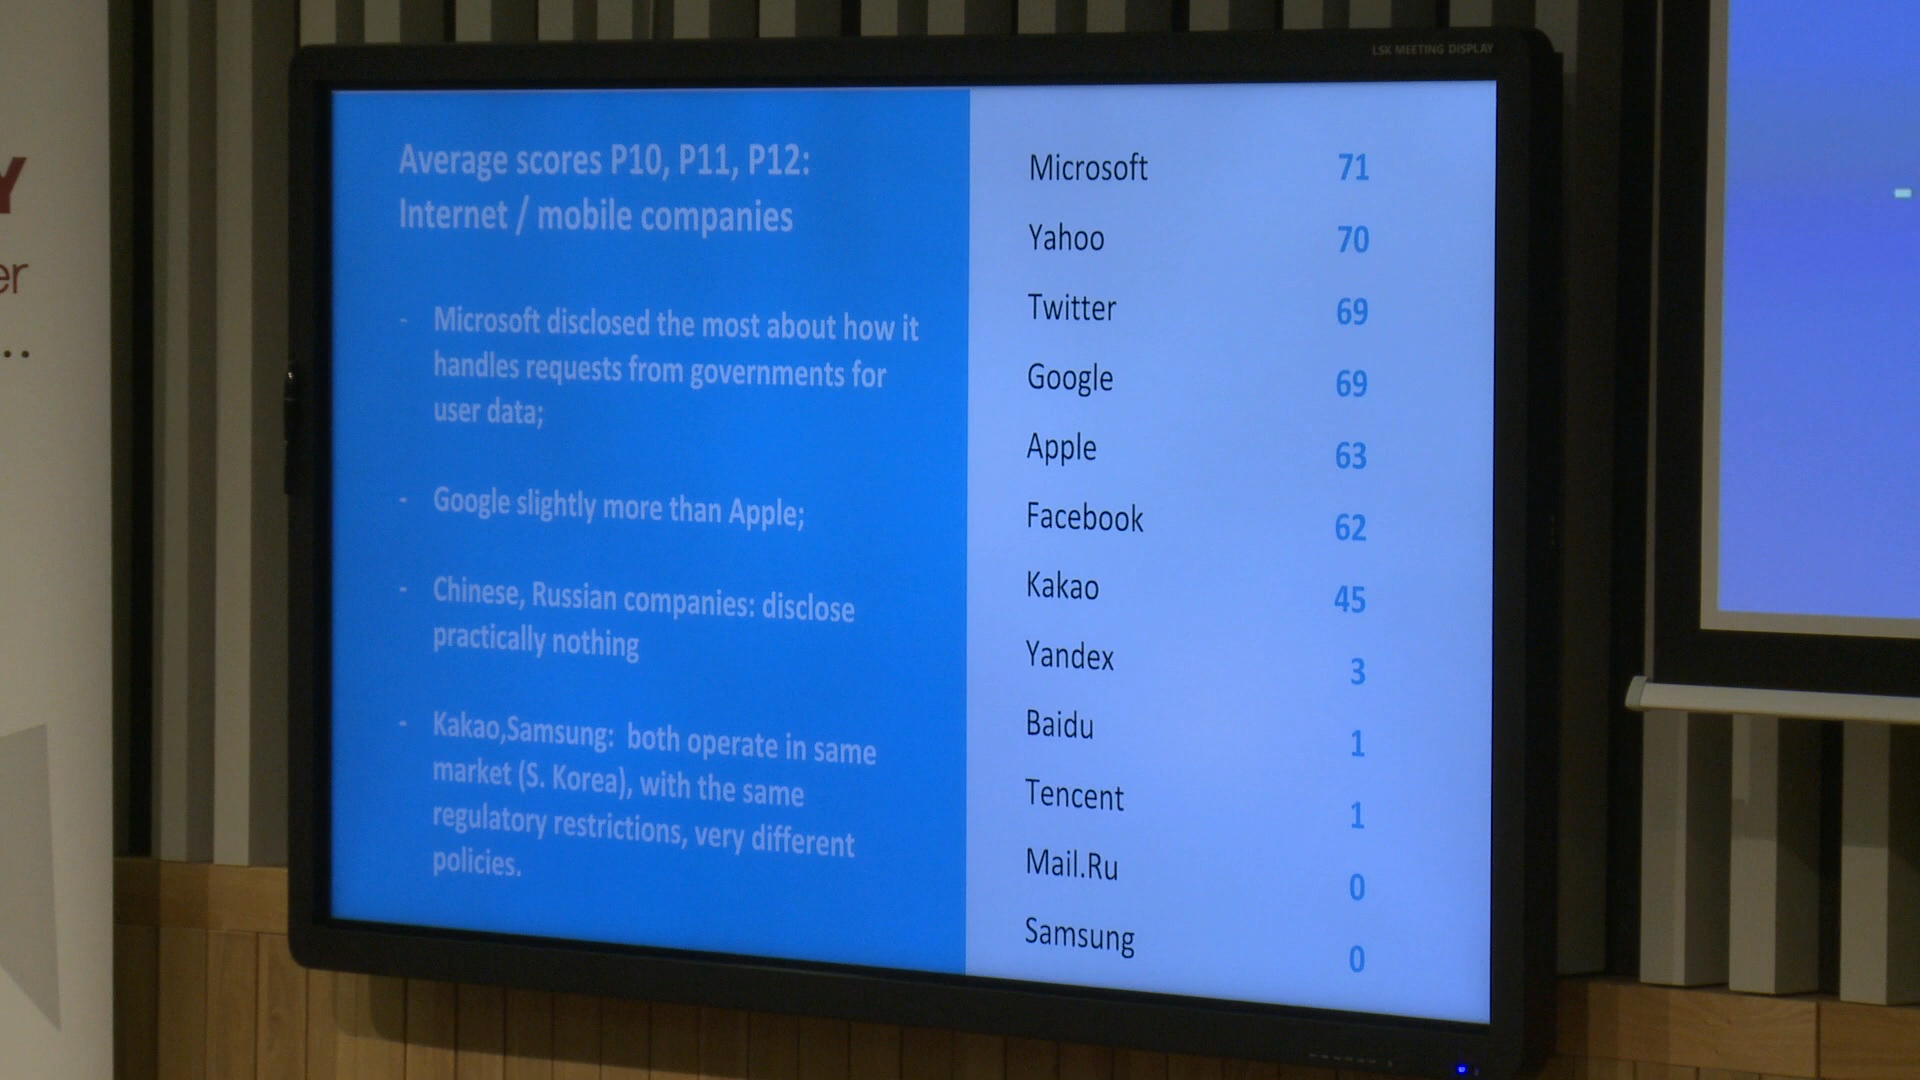 LSK MEETING DISPLAY
Y
er
...
Average scores P10, P11, P12:
Internet / mobile companies
- Microsoft disclosed the most about how it
handles requests from governments for
user data;
- Google slightly more than Apple;
- Chinese, Russian companies: disclose
practically nothing
- Kakao,Samsung: both operate in same
market (S. Korea), with the same
regulatory restrictions, very different
policies.
Microsoft 71
Yahoo 70
Twitter 69
Google 69
Apple 63
Facebook 62
Kakao 45
Yandex 3
Baidu 1
Tencent 1
Mail.Ru 0
Samsung 0